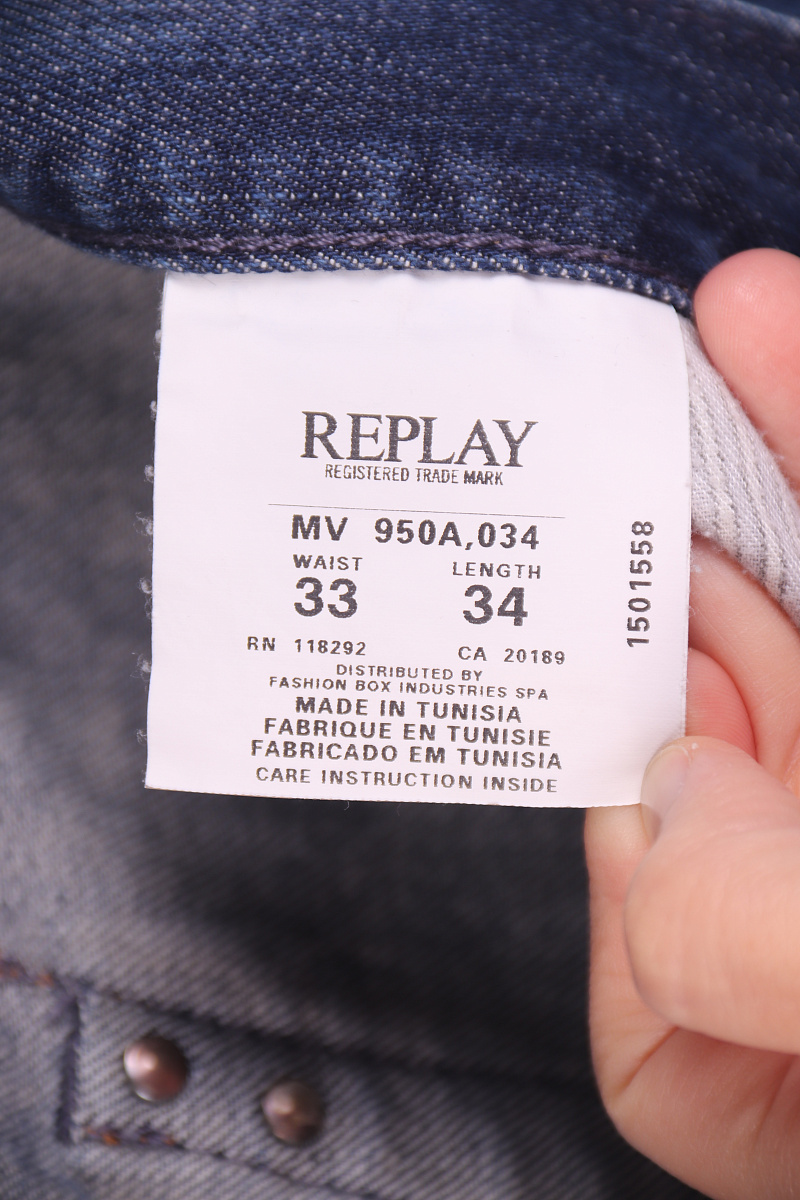 REPLAY
REGISTERED TRADE MARK
MV 950A,034
WAIST LENGTH
33 34
RN 118292 CA 20189
DISTRIBUTED BY
FASHION BOX INDUSTRIES SPA
MADE IN TUNISIA
FABRIQUE EN TUNISIE
FABRICADO EM TUNISIA
CARE INSTRUCTION INSIDE
1501558